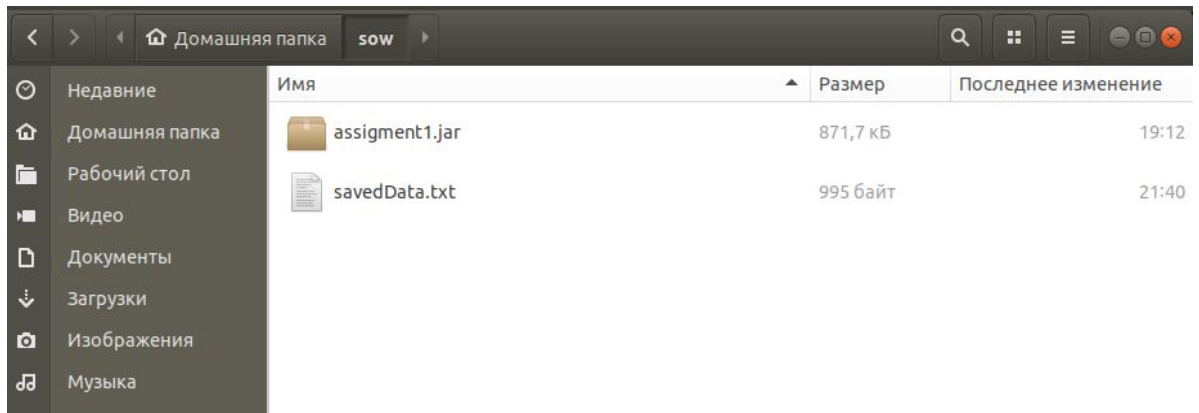 Домашняя папка sow
Недавние
Домашняя папка
Рабочий стол
Видео
Документы
Загрузки
Изображения
Музыка
Имя Размер Последнее изменение
assigment1.jar 871,7 кБ 19:12
savedData.txt 995 байт 21:40